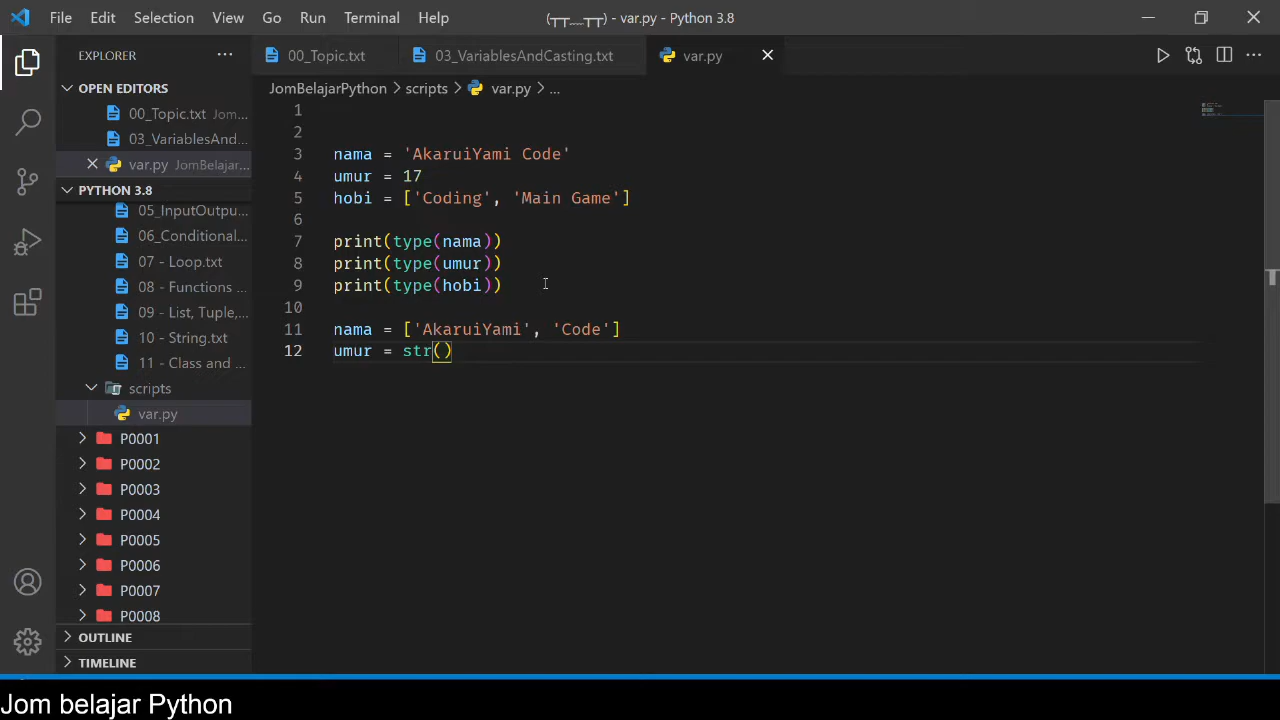 File Edit Selection View Go Run Terminal Help (┬┬﹏┬┬) - var.py - Python 3.8
EXPLORER ...
00_Topic.txt 03_VariablesAndCasting.txt var.py
OPEN EDITORS
JomBelajarPython > scripts > var.py > ...
00_Topic.txt Jom...
03_VariablesAnd...
var.py JomBelajar...
PYTHON 3.8
05_InputOutpu...
06_Conditional...
07 - Loop.txt
08 - Functions ...
09 - List, Tuple,...
10 - String.txt
11 - Class and ...
scripts
var.py
P0001
P0002
P0003
P0004
P0005
P0006
P0007
P0008
OUTLINE
TIMELINE
1
2
3 nama = 'AkaruiYami Code'
4 umur = 17
5 hobi = ['Coding', 'Main Game']
6
7 print(type(nama))
8 print(type(umur))
9 print(type(hobi))
10
11 nama = ['AkaruiYami', 'Code']
12 umur = str()
Jom belajar Python